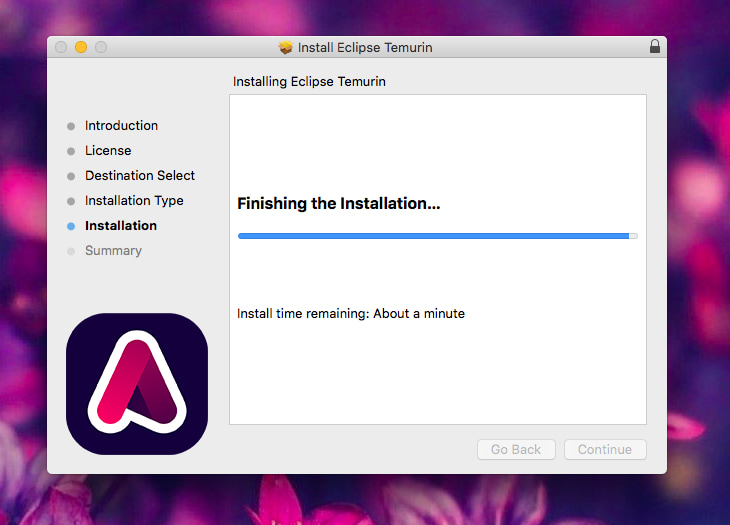 Install Eclipse Temurin
Installing Eclipse Temurin
Introduction
License
Destination Select
Installation Type
Installation
Summary
Finishing the Installation...
Install time remaining: About a minute
Go Back
Continue